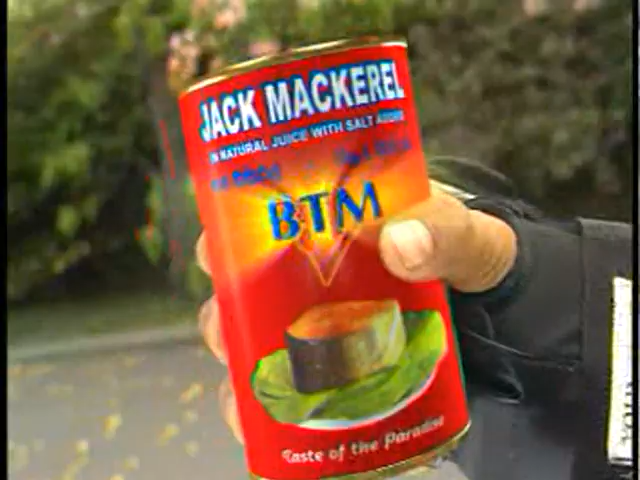 JACK MACKEREL
IN NATURAL JUICE WITH SALT ADDED
BTM
Taste of the Paradise